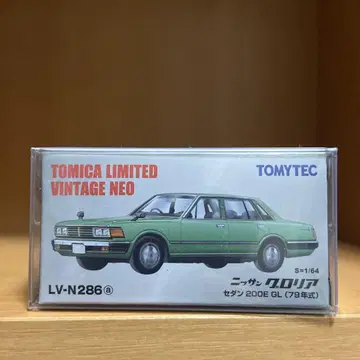 TOMICA LIMITED
VINTAGE NEO
TOMYTEC
S=1/64
ニッサン グロリア
LV-N286ⓐ
セダン 200E GL (79年式)